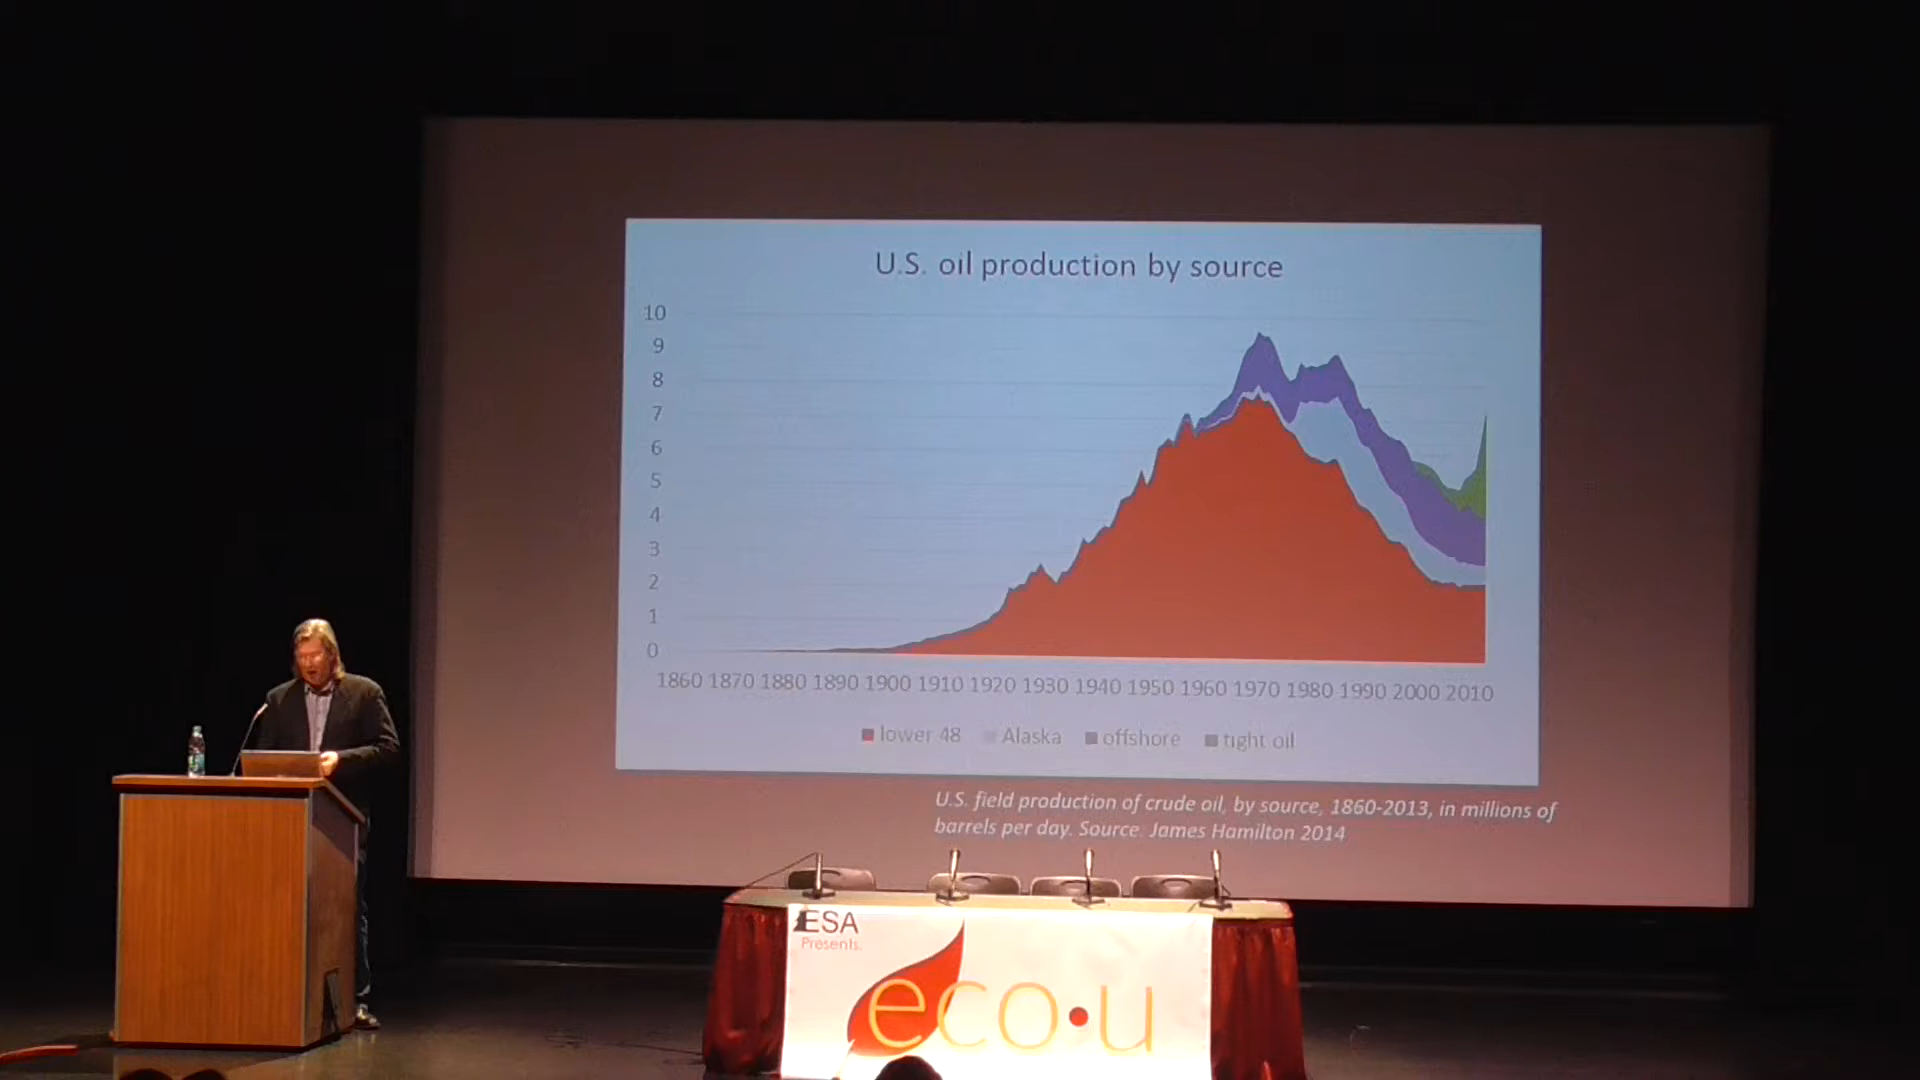 U.S. oil production by source
10
9
8
7
6
5
4
3
2
1
0
1860 1870 1880 1890 1900 1910 1920 1930 1940 1950 1960 1970 1980 1990 2000 2010
lower 48 Alaska offshore tight oil
U.S. field production of crude oil, by source, 1860-2013, in millions of
barrels per day. Source: James Hamilton 2014
ESA
Presents
eco·u